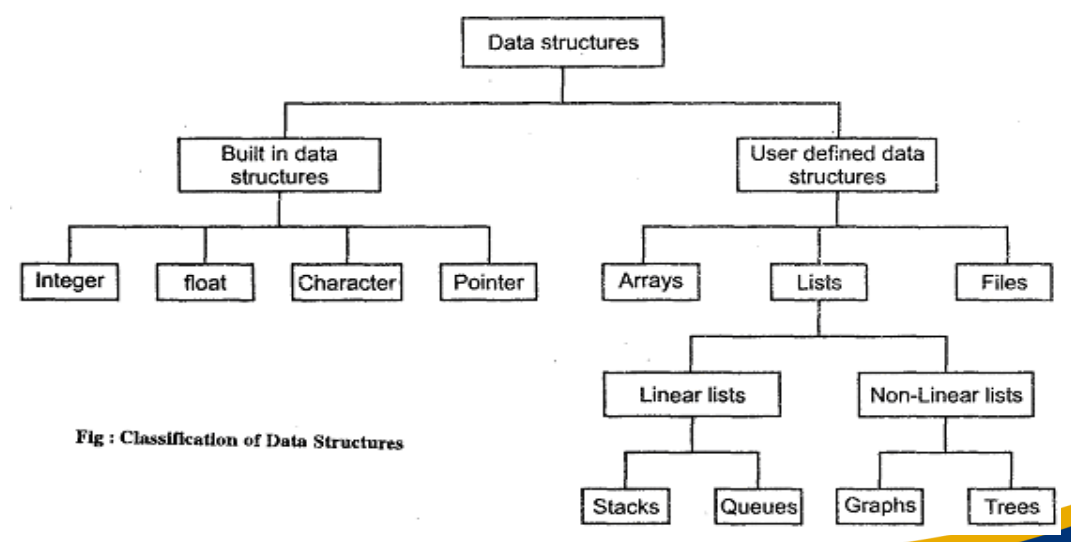 Data structures
Built in data
structures
User defined data
structures
Integer
float
Character
Pointer
Arrays
Lists
Files
Linear lists
Non-Linear lists
Stacks
Queues
Graphs
Trees
Fig : Classification of Data Structures